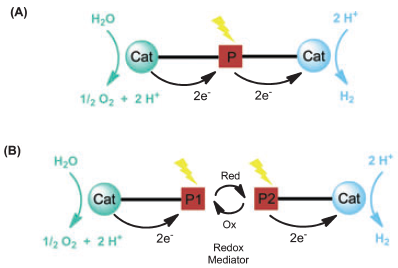 (A)
H₂O
2 H⁺
Cat
P
Cat
1/₂ O₂ + 2 H⁺
2e⁻
2e⁻
H₂
(B)
H₂O
2 H⁺
Red
Cat
P1
P2
Cat
Ox
1/₂ O₂ + 2 H⁺
2e⁻
2e⁻
H₂
Redox
Mediator